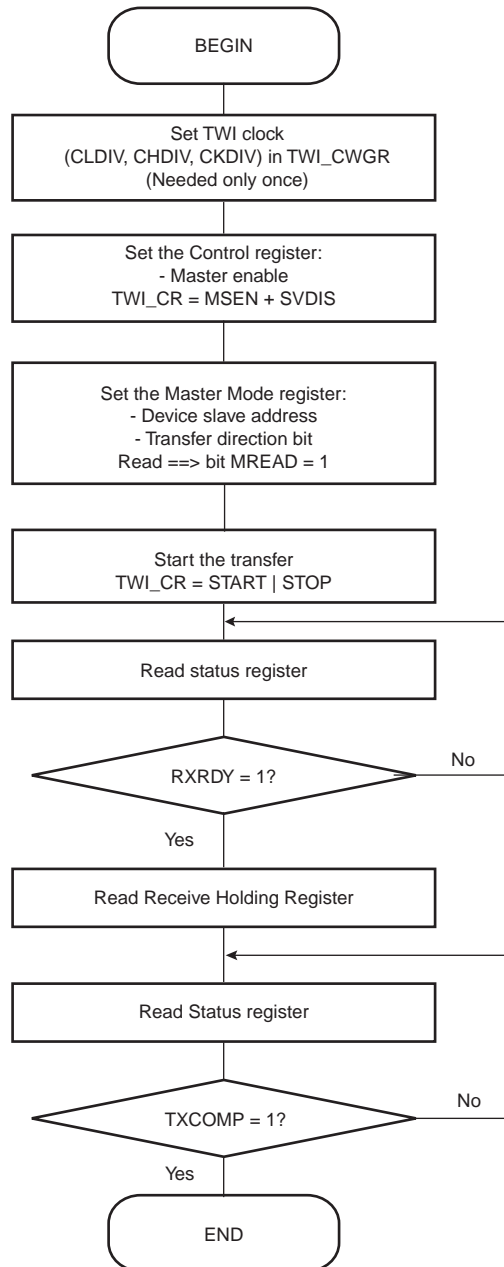 BEGIN
Set TWI clock
(CLDIV, CHDIV, CKDIV) in TWI_CWGR
(Needed only once)
Set the Control register:
- Master enable
TWI_CR = MSEN + SVDIS
Set the Master Mode register:
- Device slave address
- Transfer direction bit
Read ==> bit MREAD = 1
Start the transfer
TWI_CR = START | STOP
Read status register
RXRDY = 1?
No
Yes
Read Receive Holding Register
Read Status register
TXCOMP = 1?
No
Yes
END